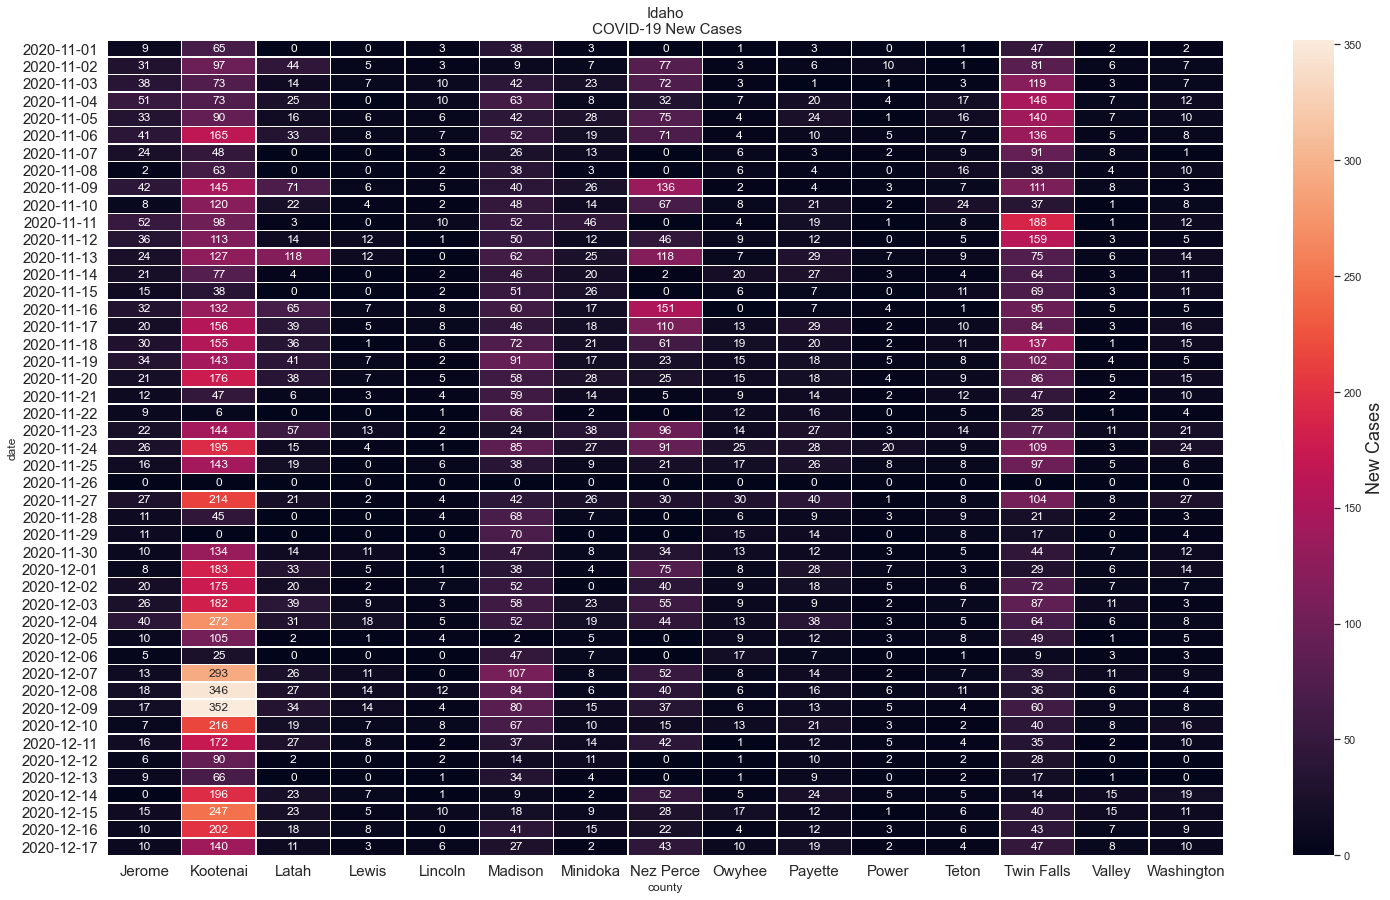 Idaho
COVID-19 New Cases
2020-11-01 9 65 0 0 3 38 3 0 1 3 0 1 47 2 2
2020-11-02 31 97 44 5 3 9 7 77 3 6 10 1 81 6 7
2020-11-03 38 73 14 7 10 42 23 72 3 1 1 3 119 3 7
2020-11-04 51 73 25 0 10 63 8 32 7 20 4 17 146 7 12
2020-11-05 33 90 16 6 6 42 28 75 4 24 1 16 140 7 10
2020-11-06 41 165 33 8 7 52 19 71 4 10 5 7 136 5 8
2020-11-07 24 48 0 0 3 26 13 0 6 3 2 9 91 8 1
2020-11-08 2 63 0 0 2 38 3 0 6 4 0 16 38 4 10
2020-11-09 42 145 71 6 5 40 26 136 2 4 3 7 111 8 3
2020-11-10 8 120 22 4 2 48 14 67 8 21 2 24 37 1 8
2020-11-11 52 98 3 0 10 52 46 0 4 19 1 8 188 1 12
2020-11-12 36 113 14 12 1 50 12 46 9 12 0 5 159 3 5
2020-11-13 24 127 118 12 0 62 25 118 7 29 7 9 75 6 14
2020-11-14 21 77 4 0 2 46 20 2 20 27 3 4 64 3 11
2020-11-15 15 38 0 0 2 51 26 0 6 7 0 11 69 3 11
2020-11-16 32 132 65 7 8 60 17 151 0 7 4 1 95 5 5
2020-11-17 20 156 39 5 8 46 18 110 13 29 2 10 84 3 16
2020-11-18 30 155 36 1 6 72 21 61 19 20 2 11 137 1 15
2020-11-19 34 143 41 7 2 91 17 23 15 18 5 8 102 4 5
2020-11-20 21 176 38 7 5 58 28 25 15 18 4 9 86 5 15
2020-11-21 12 47 6 3 4 59 14 5 9 14 2 12 47 2 10
2020-11-22 9 6 0 0 1 66 2 0 12 16 0 5 25 1 4
2020-11-23 22 144 57 13 2 24 38 96 14 27 3 14 77 11 21
2020-11-24 26 195 15 4 1 85 27 91 25 28 20 9 109 3 24
2020-11-25 16 143 19 0 6 38 9 21 17 26 8 8 97 5 6
2020-11-26 0 0 0 0 0 0 0 0 0 0 0 0 0 0 0
2020-11-27 27 214 21 2 4 42 26 30 30 40 1 8 104 8 27
2020-11-28 11 45 0 0 4 68 7 0 6 9 3 9 21 2 3
2020-11-29 11 0 0 0 0 70 0 0 15 14 0 8 17 0 4
2020-11-30 10 134 14 11 3 47 8 34 13 12 3 5 44 7 12
2020-12-01 8 183 33 5 1 38 4 75 8 28 7 3 29 6 14
2020-12-02 20 175 20 2 7 52 0 40 9 18 5 6 72 7 7
2020-12-03 26 182 39 9 3 58 23 55 9 9 2 7 87 11 3
2020-12-04 40 272 31 18 5 52 19 44 13 38 3 5 64 6 8
2020-12-05 10 105 2 1 4 2 5 0 9 12 3 8 49 1 5
2020-12-06 5 25 0 0 0 47 7 0 17 7 0 1 9 3 3
2020-12-07 13 293 26 11 0 107 8 52 8 14 2 7 39 11 9
2020-12-08 18 346 27 14 12 84 6 40 6 16 6 11 36 6 4
2020-12-09 17 352 34 14 4 80 15 37 6 13 5 4 60 9 8
2020-12-10 7 216 19 7 8 67 10 15 13 21 3 2 40 8 16
2020-12-11 16 172 27 8 2 37 14 42 1 12 5 4 35 2 10
2020-12-12 6 90 2 0 2 14 11 0 1 10 2 2 28 0 0
2020-12-13 9 66 0 0 1 34 4 0 1 9 0 2 17 1 0
2020-12-14 0 196 23 7 1 9 2 52 5 24 5 5 14 15 19
2020-12-15 15 247 23 5 10 18 9 28 17 12 1 6 40 15 11
2020-12-16 10 202 18 8 0 41 15 22 4 12 3 6 43 7 9
2020-12-17 10 140 11 3 6 27 2 43 10 19 2 4 47 8 10
Jerome Kootenai Latah Lewis Lincoln Madison Minidoka Nez Perce Owyhee Payette Power Teton Twin Falls Valley Washington
county
date
350
300
250
200
150
100
50
0
New Cases